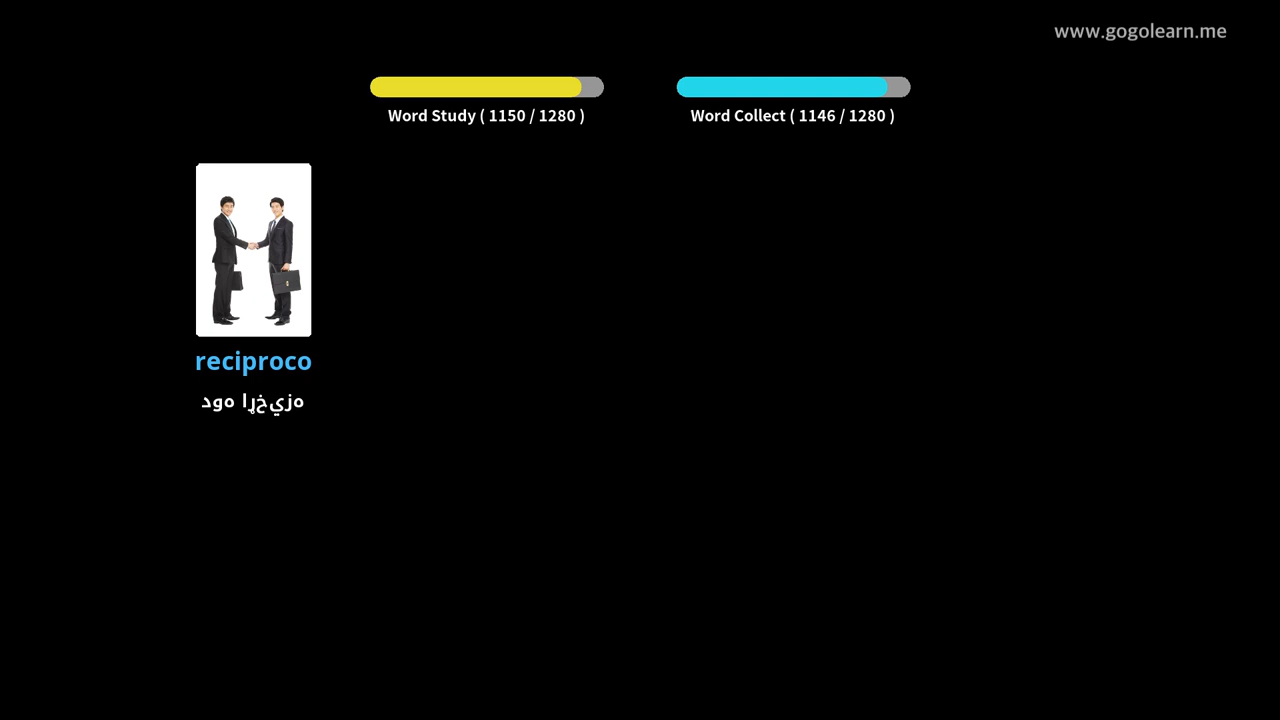 www.gogolearn.me
Word Study ( 1150 / 1280 )
Word Collect ( 1146 / 1280 )
reciproco
دوه اړخيزه